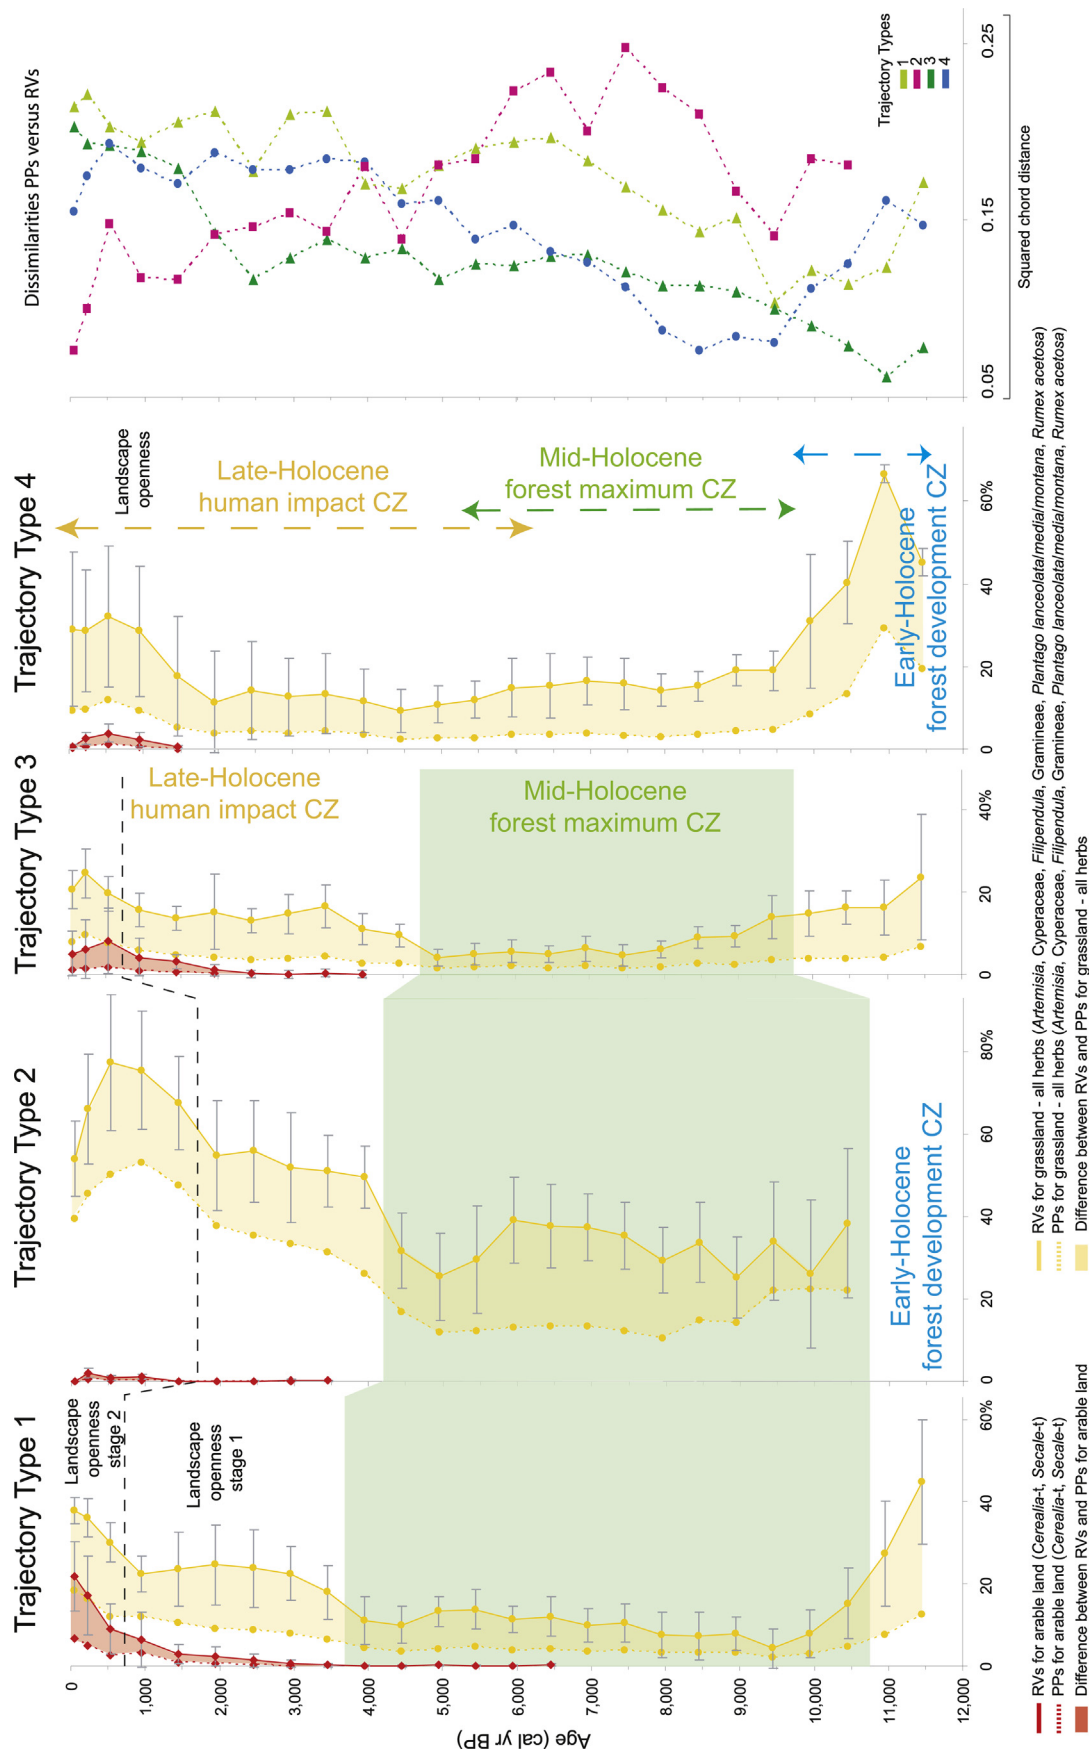 Trajectory Type 1
Trajectory Type 2
Trajectory Type 3
Trajectory Type 4
Dissimilarities PPs versus RVs
Landscape
openness
stage 2
Landscape
openness
stage 1
0
20
40
60%
Early-Holocene
forest development CZ
0
20
40
60
80%
Late-Holocene
human impact CZ
Mid-Holocene
forest maximum CZ
0
20
40%
Landscape
openness
Late-Holocene
human impact CZ
Mid-Holocene
forest maximum CZ
Early-Holocene
forest development CZ
0
20
40
60%
Trajectory Types
1
2
3
4
0.05
0.15
0.25
Squared chord distance
0
1,000
2,000
3,000
4,000
5,000
6,000
7,000
8,000
9,000
10,000
11,000
12,000
Age (cal yr BP)
RVs for arable land (Cerealia-t, Secale-t)
PPs for arable land (Cerealia-t, Secale-t)
Difference between RVs and PPs for arable land
RVs for grassland - all herbs (Artemisia, Cyperaceae, Filipendula, Gramineae, Plantago lanceolata/media/montana, Rumex acetosa)
PPs for grassland - all herbs (Artemisia, Cyperaceae, Filipendula, Gramineae, Plantago lanceolata/media/montana, Rumex acetosa)
Difference between RVs and PPs for grassland - all herbs